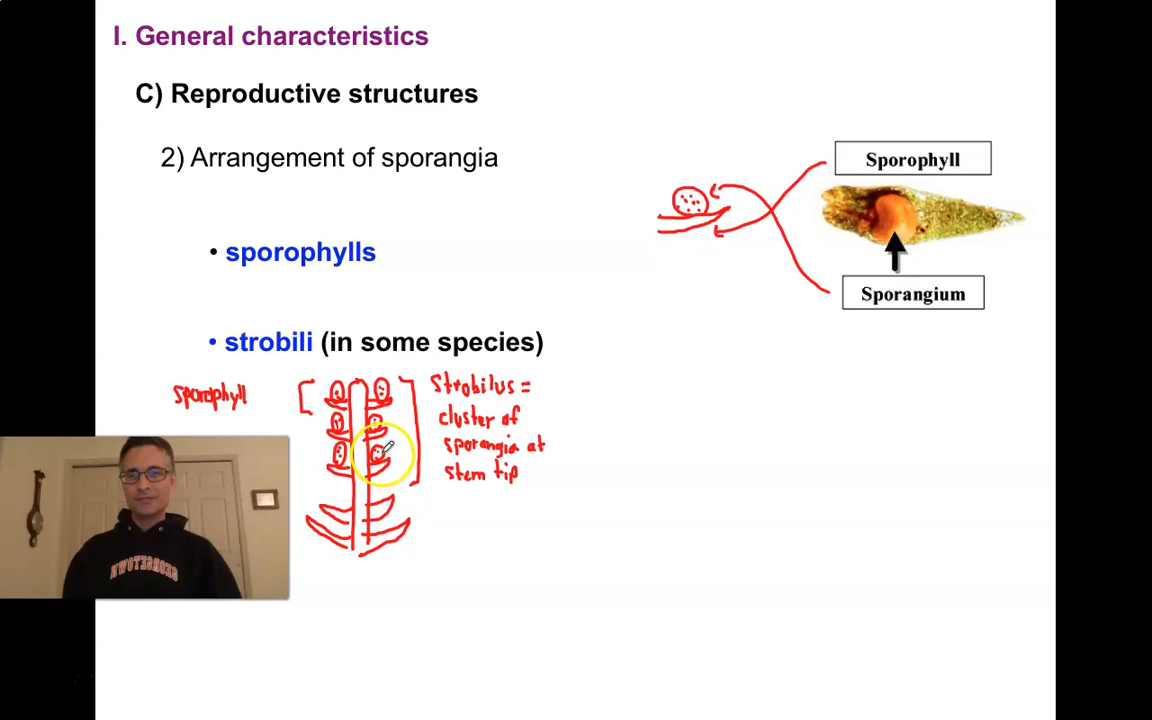 I. General characteristics
C) Reproductive structures
2) Arrangement of sporangia
Sporophyll
• sporophylls
Sporangium
• strobili (in some species)
sporophyll
Strobilus =
cluster of
sporangia at
stem tip
GEORGETOWN